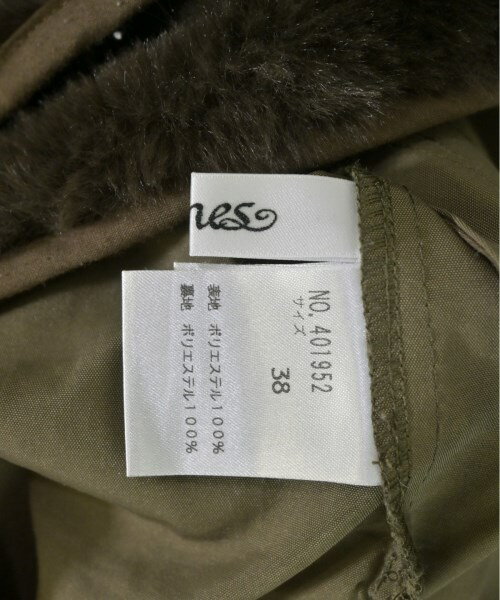 nes
NO. 401952
サイズ
38
表地 ポリエステル100%
裏地 ポリエステル100%